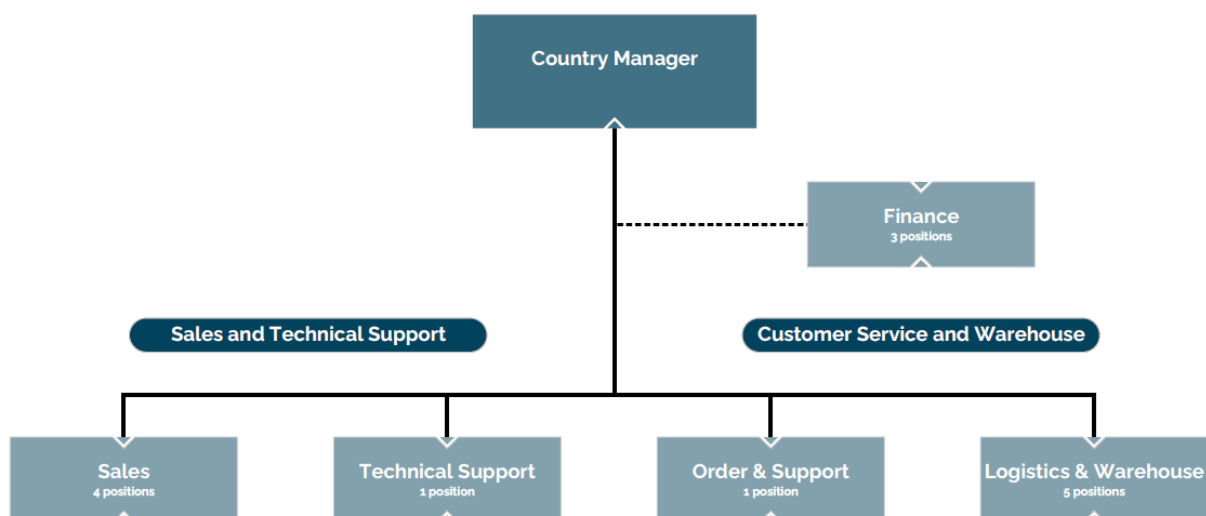 Country Manager
Finance
3 positions
Sales and Technical Support
Customer Service and Warehouse
Sales
4 positions
Technical Support
1 position
Order & Support
1 position
Logistics & Warehouse
5 positions